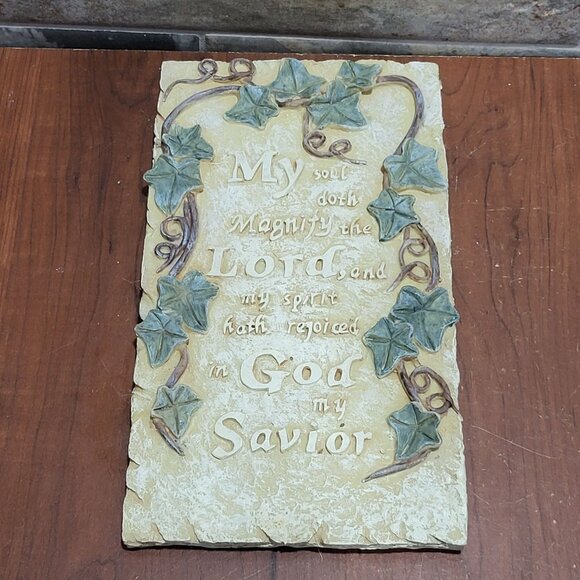 My soul
doth
Magnify the
Lord, and
my spirit
hath rejoiced
in God
my
Savior